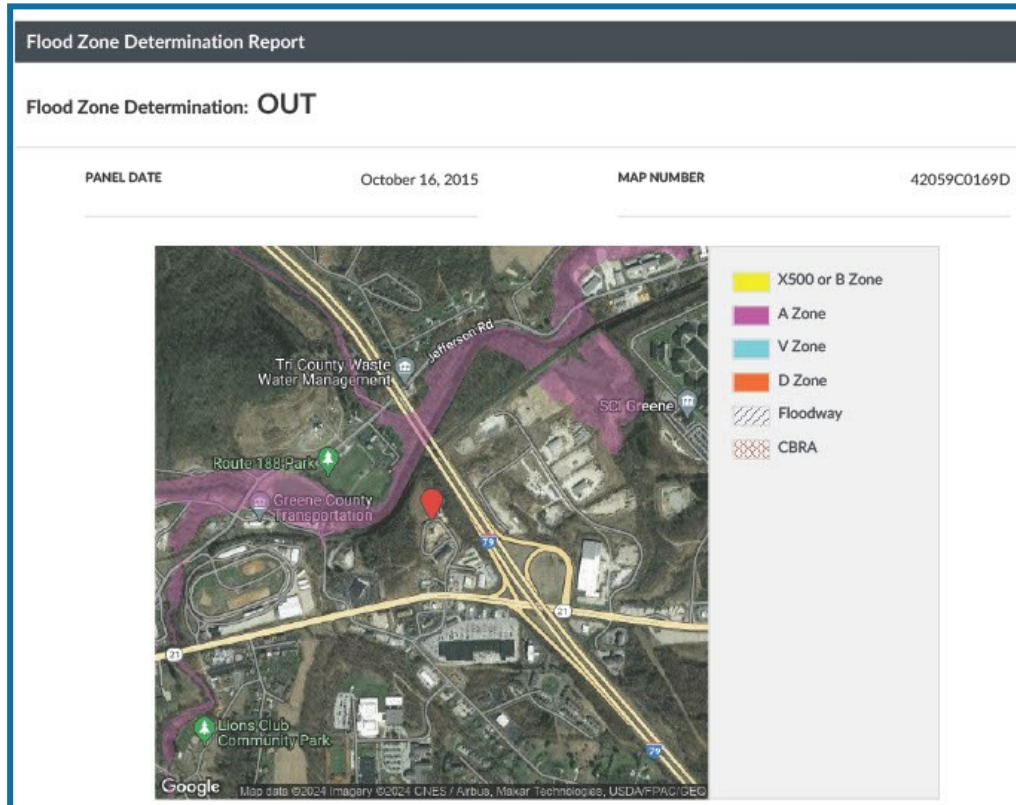 Flood Zone Determination Report
Flood Zone Determination: OUT
PANEL DATE October 16, 2015 MAP NUMBER 42059C0169D
X500 or B Zone
A Zone
V Zone
D Zone
Floodway
CBRA
Jefferson Rd
Tri County Waste
Water Management
SCI Greene
Route 188 Park
Greene County
Transportation
79
21
21
Lions Club
Community Park
79
Google Map data ©2024 Imagery ©2024 CNES / Airbus, Maxar Technologies, USDA/FPAC/GEO